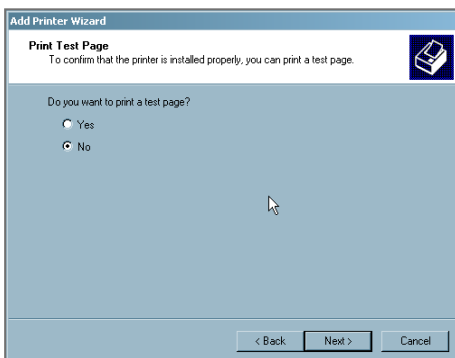 Add Printer Wizard
Print Test Page
To confirm that the printer is installed properly, you can print a test page.
Do you want to print a test page?
Yes
No
< Back Next > Cancel